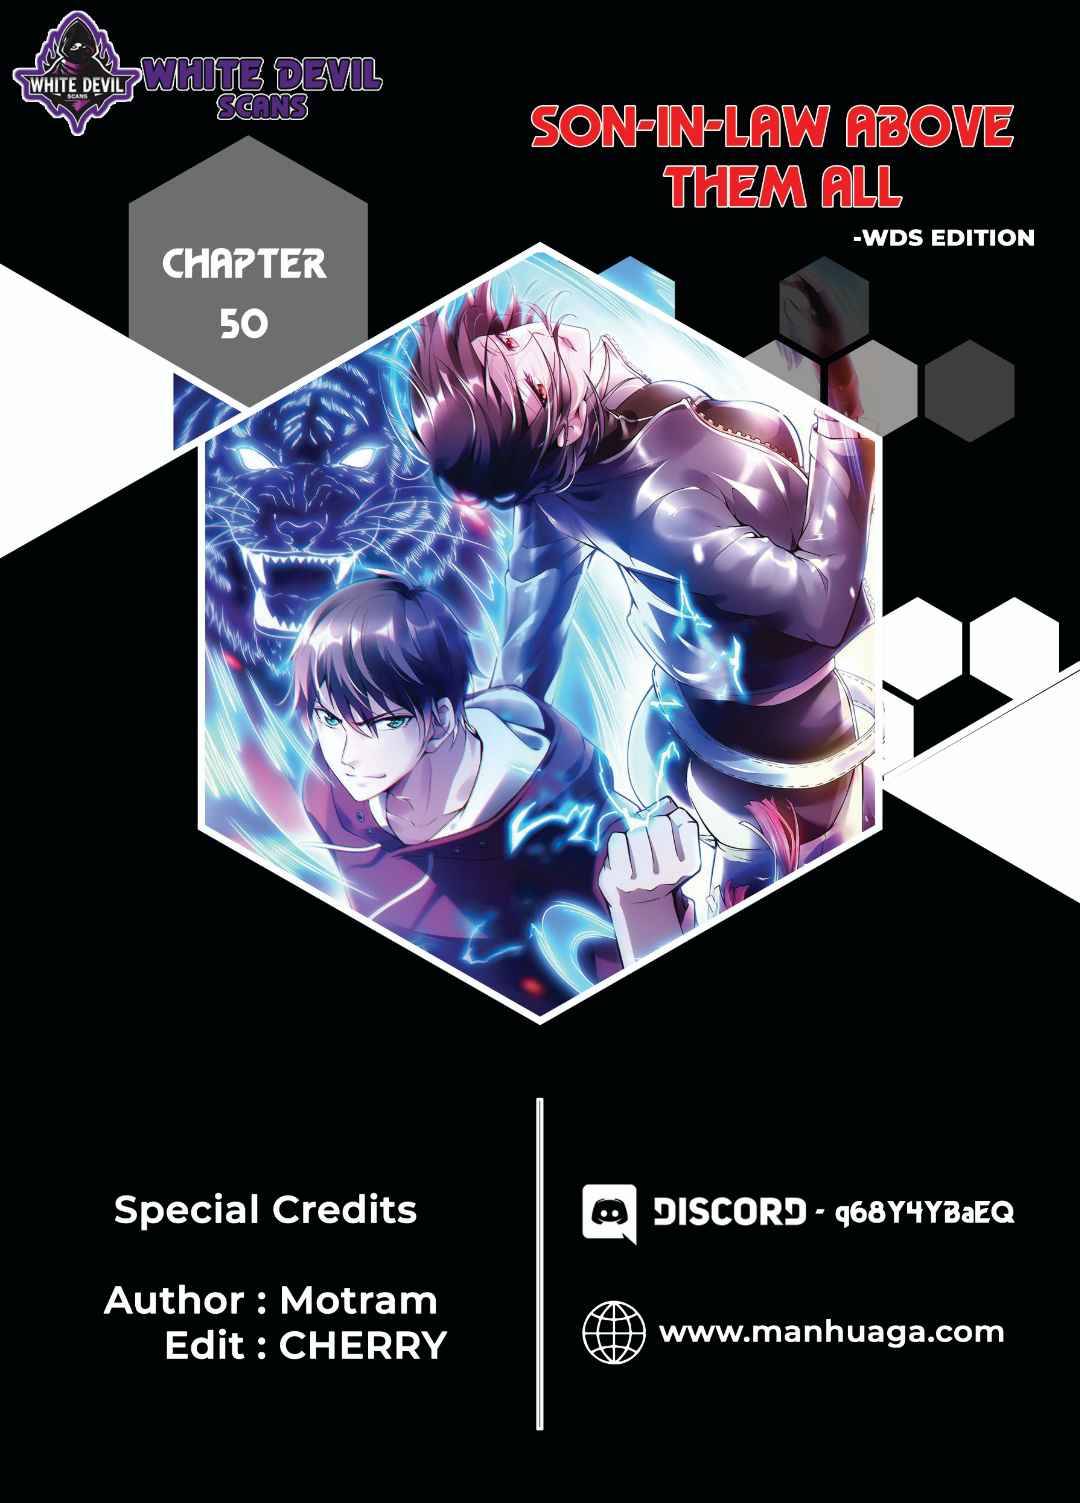 WHITE DEVIL
SCANS
WHITE DEVIL
SCANS
SON-IN-LAW ABOVE
THEM ALL
-WDS EDITION
CHAPTER
50
Special Credits
Author : Motram
Edit : CHERRY
DISCORD - q68Y4YBaEQ
www.manhuaga.com